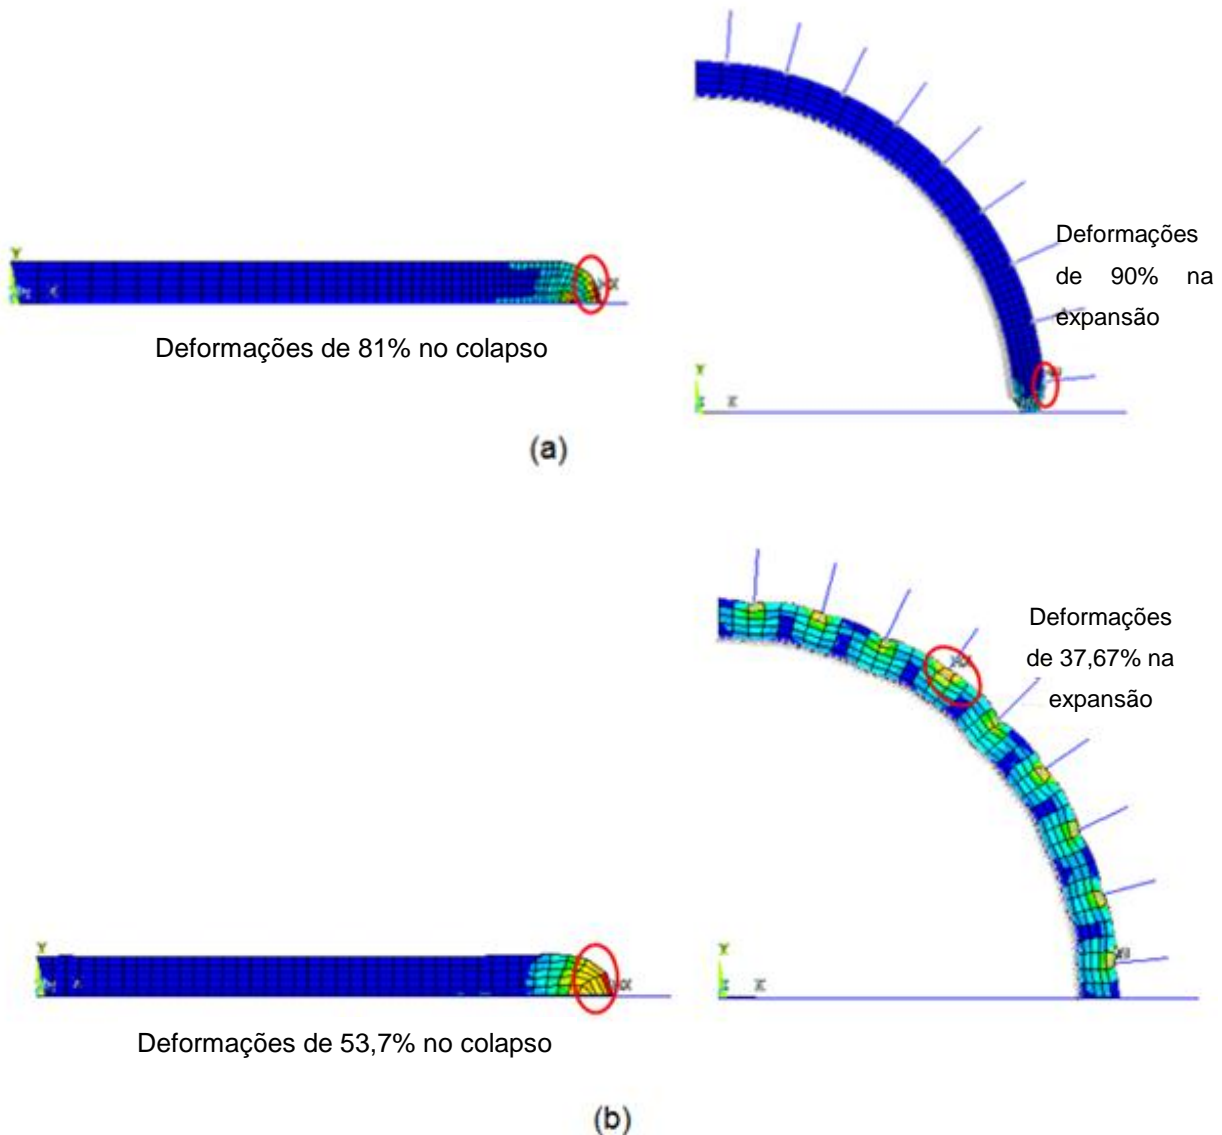 Deformações
de 90% na
expansão
Y
Deformações de 81% no colapso
Y
(a)
Deformações
de 37,67% na
expansão
Y
Y
Deformações de 53,7% no colapso
(b)